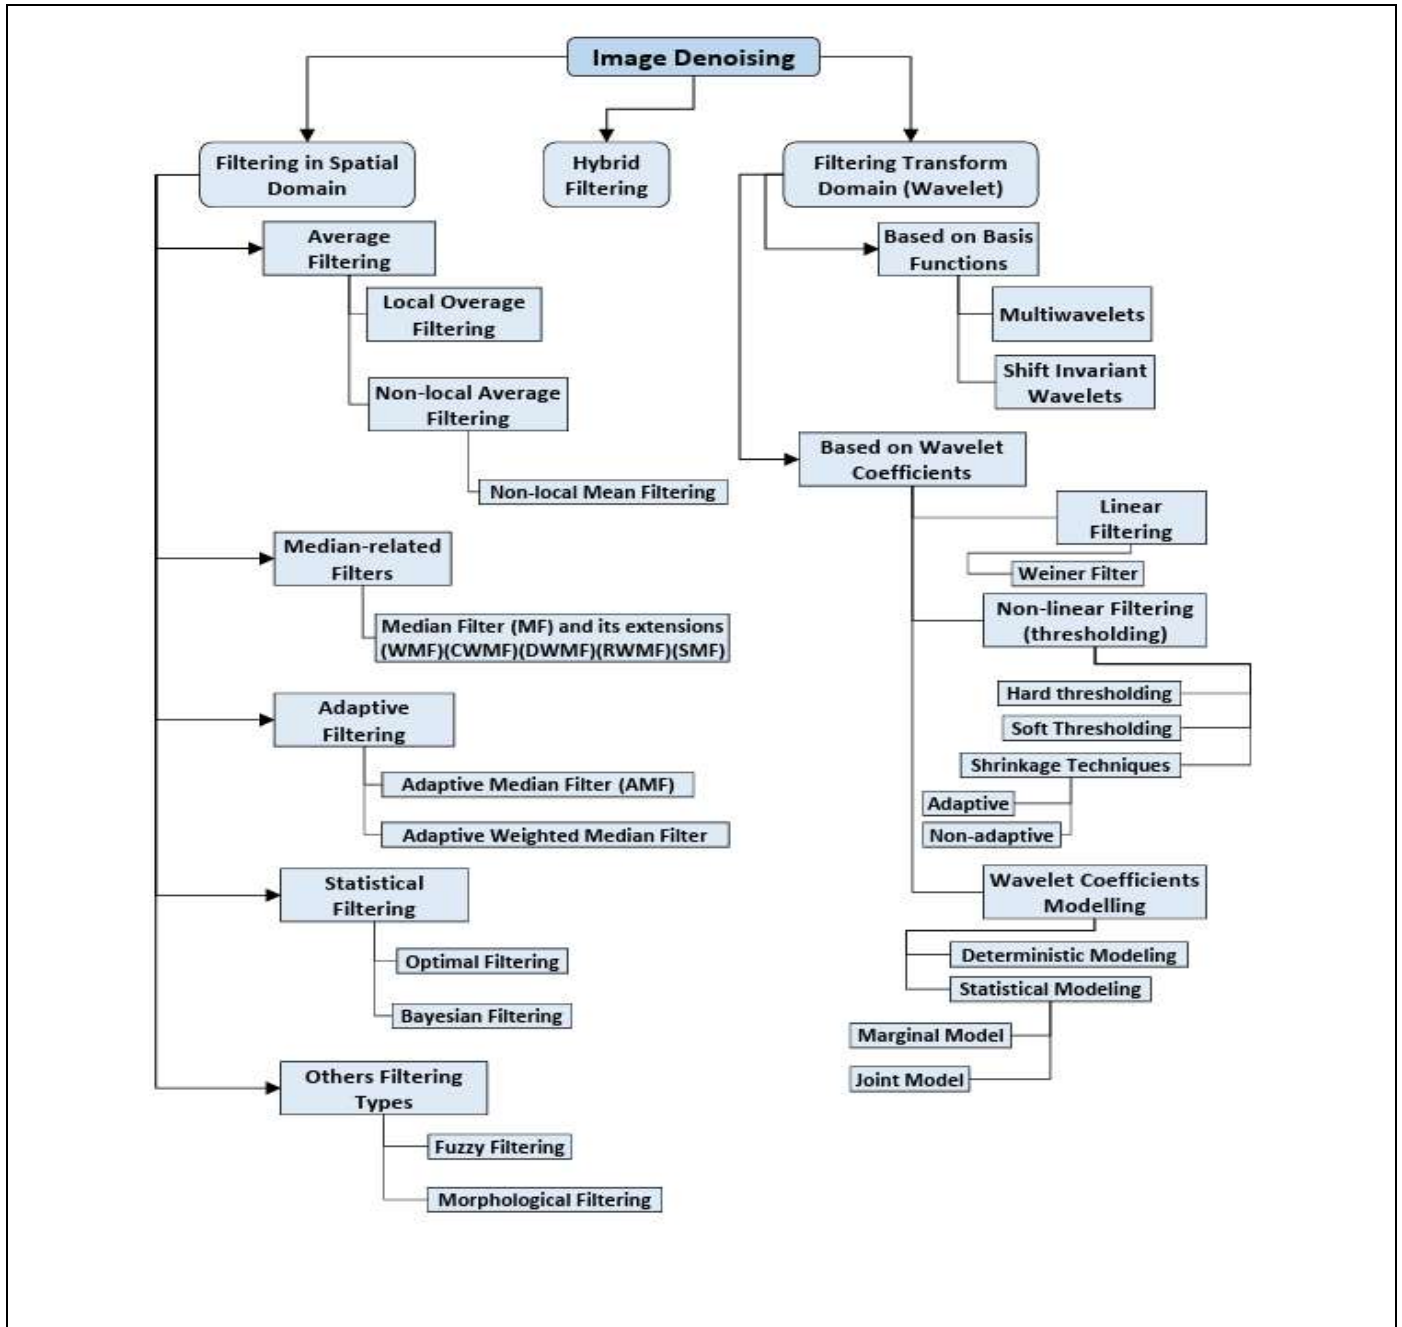 Image Denoising
Filtering in Spatial
Domain
Hybrid
Filtering
Filtering Transform
Domain (Wavelet)
Average
Filtering
Local Overage
Filtering
Non-local Average
Filtering
Non-local Mean Filtering
Median-related
Filters
Median Filter (MF) and its extensions
(WMF)(CWMF)(DWMF)(RWMF)(SMF)
Adaptive
Filtering
Adaptive Median Filter (AMF)
Adaptive Weighted Median Filter
Statistical
Filtering
Optimal Filtering
Bayesian Filtering
Others Filtering
Types
Fuzzy Filtering
Morphological Filtering
Based on Basis
Functions
Multiwavelets
Shift Invariant
Wavelets
Based on Wavelet
Coefficients
Linear
Filtering
Weiner Filter
Non-linear Filtering
(thresholding)
Hard thresholding
Soft Thresholding
Shrinkage Techniques
Adaptive
Non-adaptive
Wavelet Coefficients
Modelling
Deterministic Modeling
Statistical Modeling
Marginal Model
Joint Model